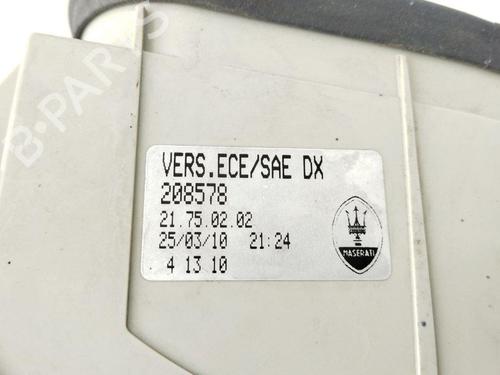 B-PARTS
VERS.ECE/SAE DX
208578
21.75.02.02
25/03/10 21:24
4 13 10
MASERATI